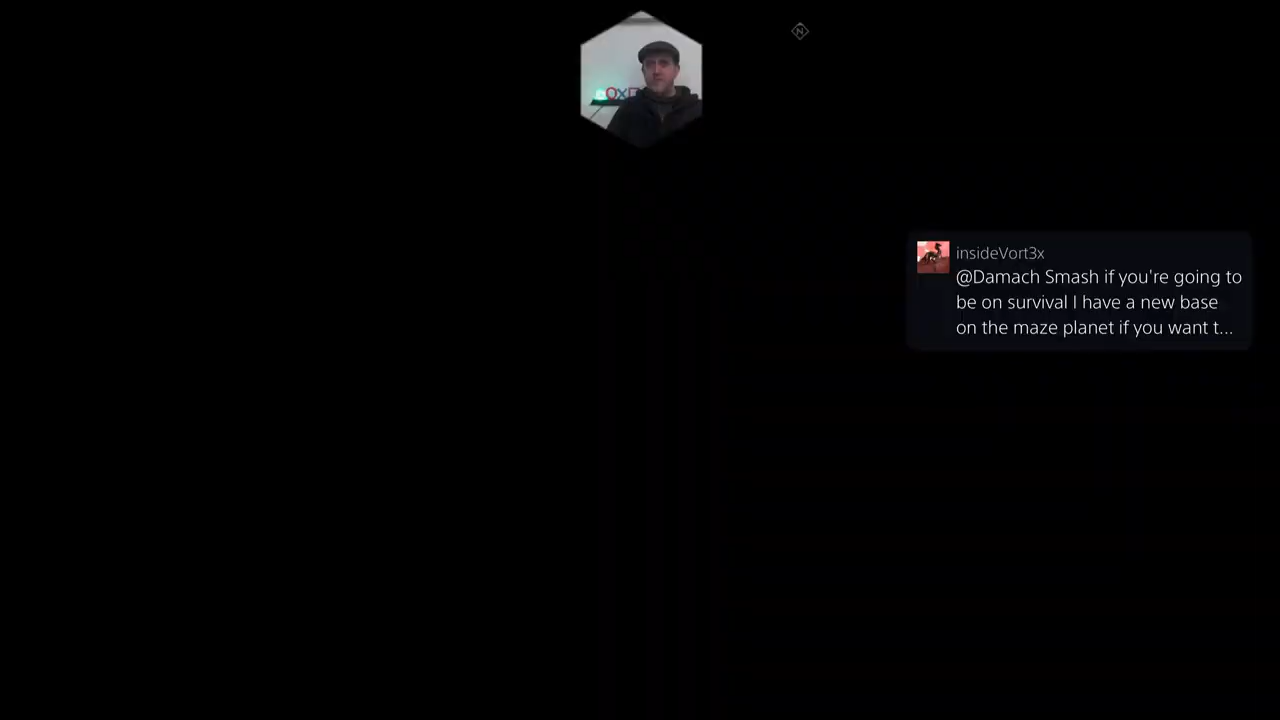 N
insideVort3x
@Damach Smash if you're going to
be on survival I have a new base
on the maze planet if you want t...